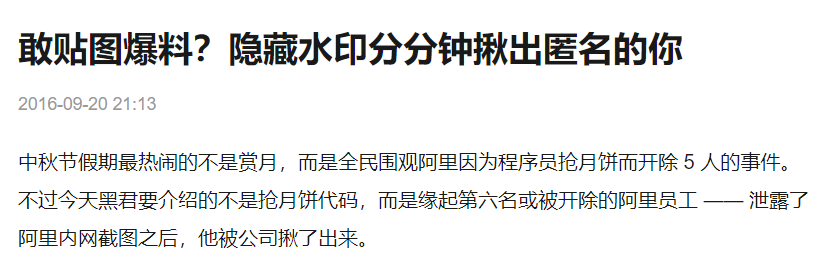 敢贴图爆料？隐藏水印分分钟揪出匿名的你
2016-09-20 21:13
中秋节假期最热闹的不是赏月，而是全民围观阿里因为程序员抢月饼而开除 5 人的事件。
不过今天黑君要介绍的不是抢月饼代码，而是缘起第六名或被开除的阿里员工 —— 泄露了
阿里内网截图之后，他被公司揪了出来。